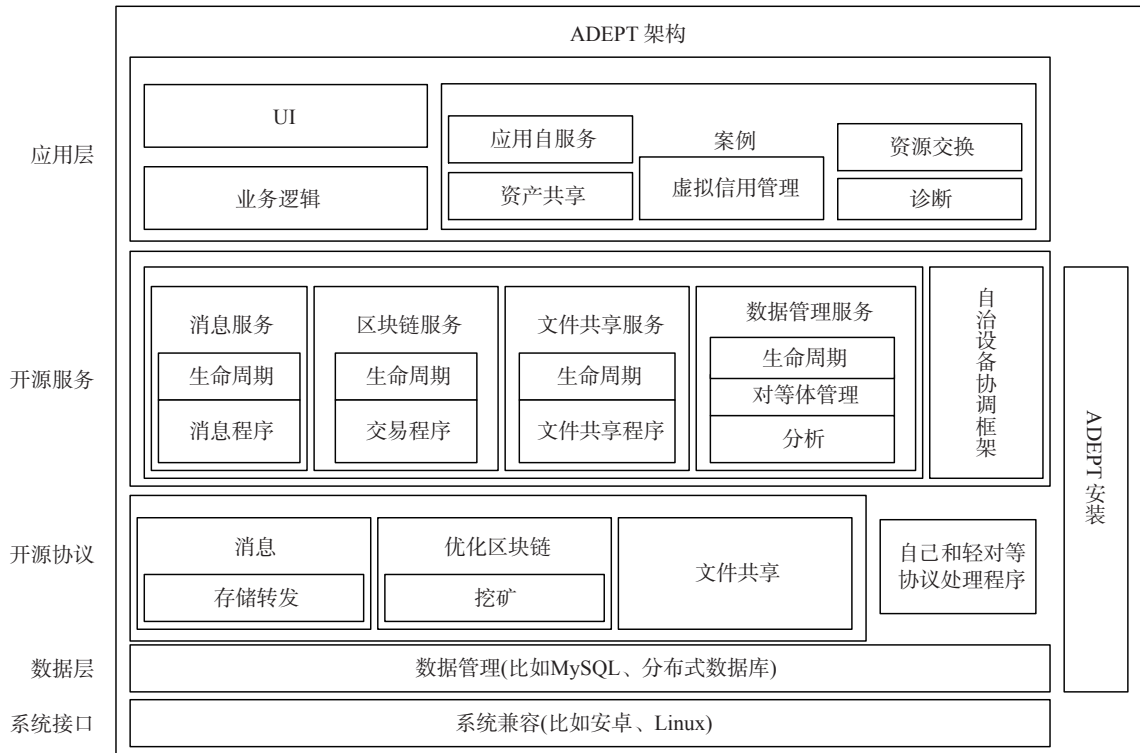 ADEPT 架构
应用层
UI
业务逻辑
应用自服务
资产共享
案例
虚拟信用管理
资源交换
诊断
开源服务
消息服务
生命周期
消息程序
区块链服务
生命周期
交易程序
文件共享服务
生命周期
文件共享程序
数据管理服务
生命周期
对等体管理
分析
自治设备协调框架
ADEPT 安装
开源协议
消息
存储转发
优化区块链
挖矿
文件共享
自己和轻对等
协议处理程序
数据层
数据管理(比如MySQL、分布式数据库)
系统接口
系统兼容(比如安卓、Linux)